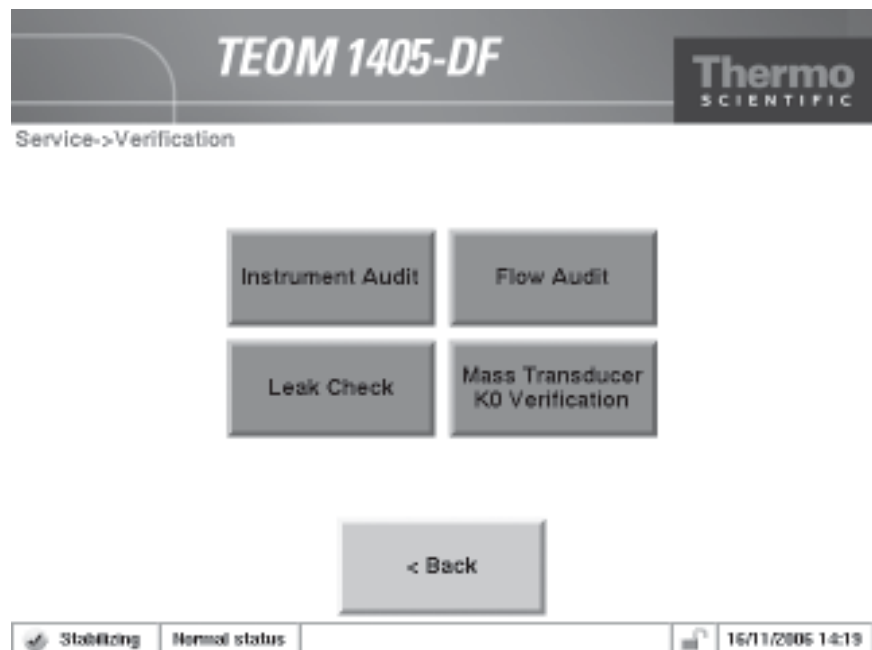 TEOM 1405-DF
Thermo
SCIENTIFIC
Service->Verification
Instrument Audit
Flow Audit
Leak Check
Mass Transducer
K0 Verification
< Back
Stabilizing
Normal status
16/11/2006 14:19